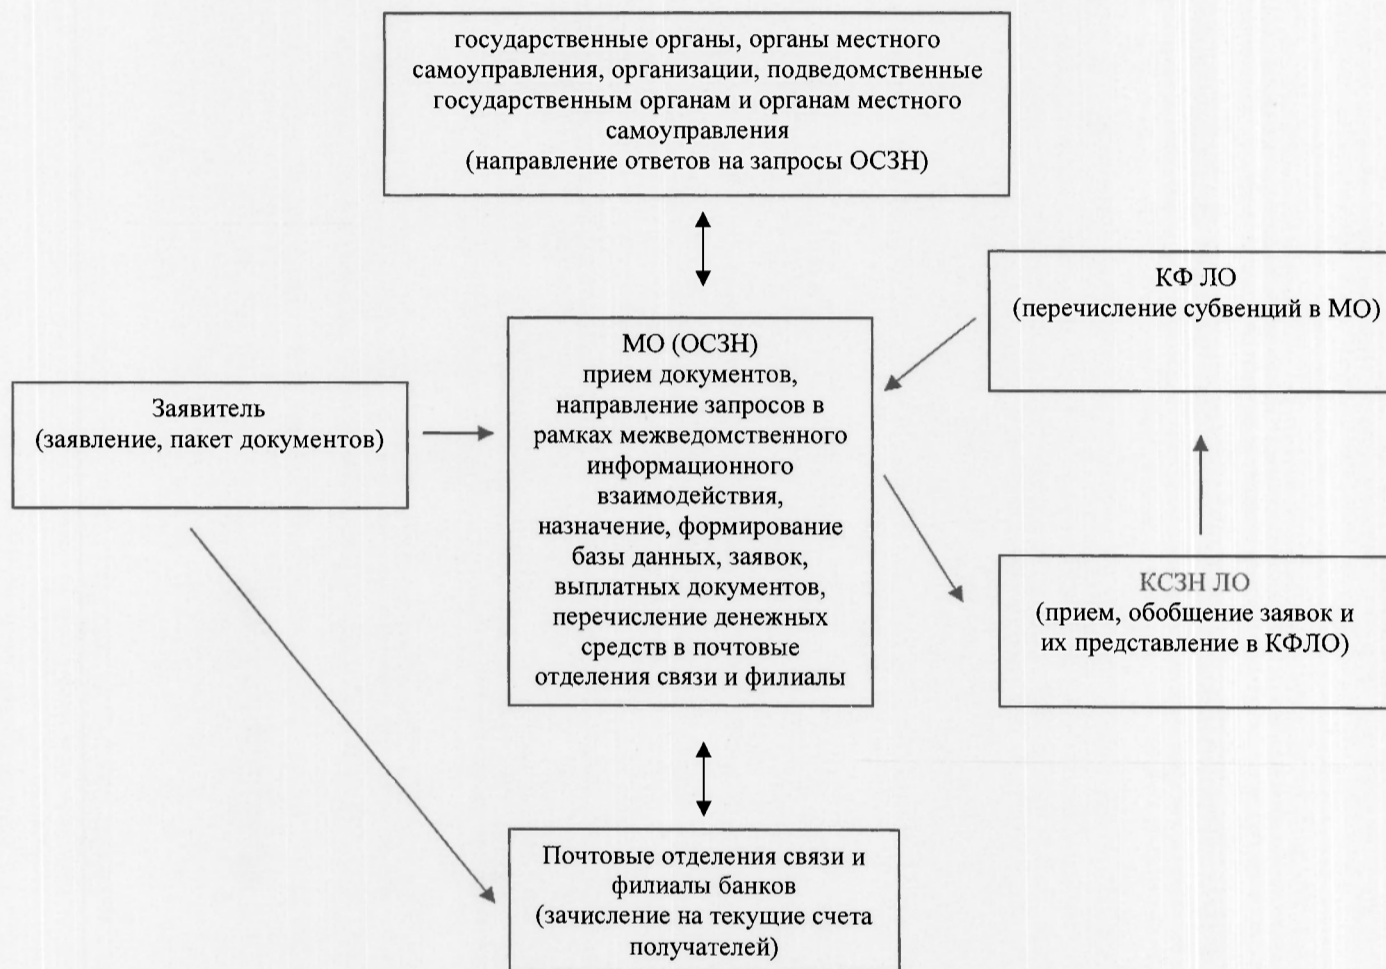 государственные органы, органы местного
самоуправления, организации, подведомственные
государственным органам и органам местного
самоуправления
(направление ответов на запросы ОСЗН)
КФ ЛО
(перечисление субвенций в МО)
МО (ОСЗН)
прием документов,
направление запросов в
рамках межведомственного
информационного
взаимодействия,
назначение, формирование
базы данных, заявок,
выплатных документов,
перечисление денежных
средств в почтовые
отделения связи и филиалы
Заявитель
(заявление, пакет документов)
КСЗН ЛО
(прием, обобщение заявок и
их представление в КФЛО)
Почтовые отделения связи и
филиалы банков
(зачисление на текущие счета
получателей)